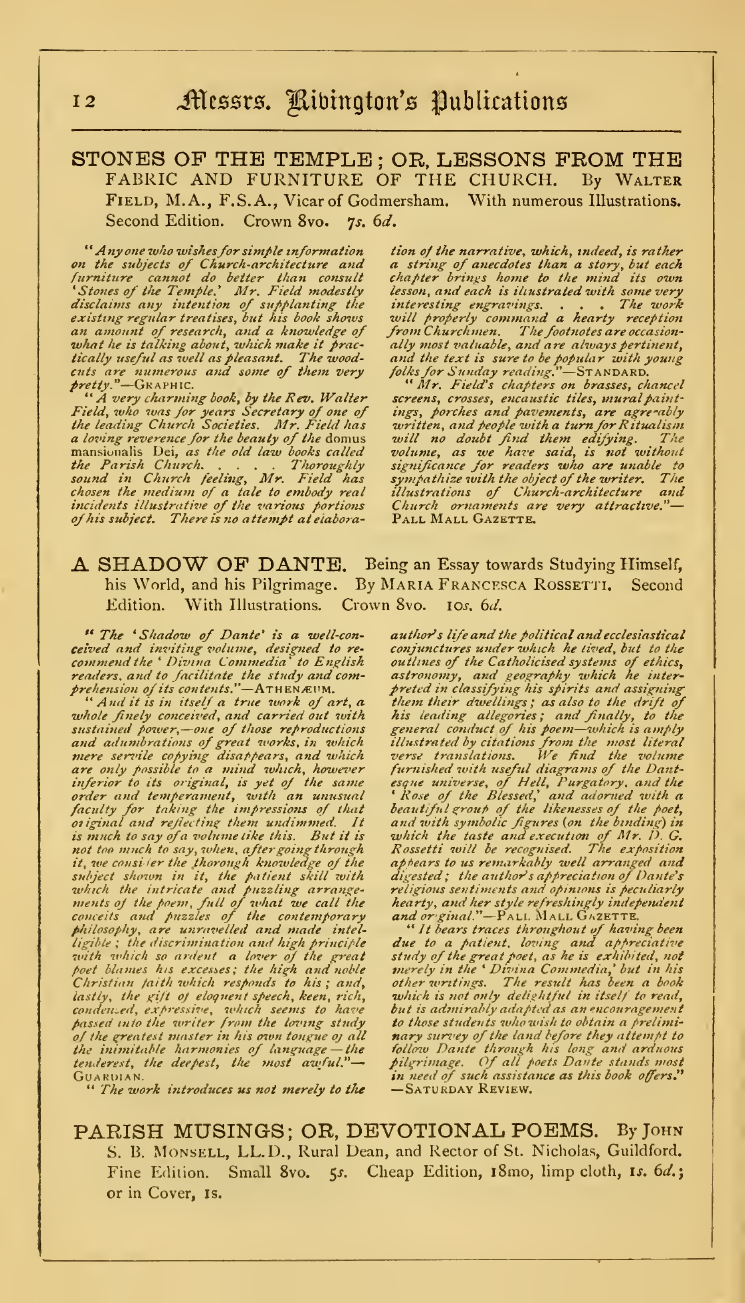 12 Messrs. Rivington's Publications
STONES OF THE TEMPLE; OR, LESSONS FROM THE
FABRIC AND FURNITURE OF THE CHURCH. By WALTER
FIELD, M.A., F.S.A., Vicar of Godmersham. With numerous Illustrations.
Second Edition. Crown 8vo. 7s. 6d.
"Anyone who wishes for simple information
on the subjects of Church-architecture and
furniture cannot do better than consult
'Stones of the Temple.' Mr. Field modestly
disclaims any intention of supplanting the
existing regular treatises, but his book shows
an amount of research, and a knowledge of
what he is talking about, which make it prac-
tically useful as well as pleasant. The wood-
cuts are numerous and some of them very
pretty."—GRAPHIC.
"A very charming book, by the Rev. Walter
Field, who was for years Secretary of one of
the leading Church Societies. Mr. Field has
a loving reverence for the beauty of the domus
mansionalis Dei, as the old law books called
the Parish Church. . . . . Thoroughly
sound in Church feeling, Mr. Field has
chosen the medium of a tale to embody real
incidents illustrative of the various portions
of his subject. There is no attempt at elabora-
tion of the narrative, which, indeed, is rather
a string of anecdotes than a story, but each
chapter brings home to the mind its own
lesson, and each is illustrated with some very
interesting engravings. . . . The work
will properly command a hearty reception
from Churchmen. The footnotes are occasion-
ally most valuable, and are always pertinent,
and the text is sure to be popular with young
folks for Sunday reading."—STANDARD.
"Mr. Field's chapters on brasses, chancel
screens, crosses, encaustic tiles, mural paint-
ings, porches and pavements, are agreeably
written, and people with a turn for Ritualism
will no doubt find them edifying. The
volume, as we have said, is not without
significance for readers who are unable to
sympathize with the object of the writer. The
illustrations of Church-architecture and
Church ornaments are very attractive."—
PALL MALL GAZETTE.
A SHADOW OF DANTE. Being an Essay towards Studying Himself,
his World, and his Pilgrimage. By MARIA FRANCESCA ROSSETTI. Second
Edition. With Illustrations. Crown 8vo. 10s. 6d.
"The 'Shadow of Dante' is a well-con-
ceived and inviting volume, designed to re-
commend the 'Divina Commedia' to English
readers, and to facilitate the study and com-
prehension of its contents."—ATHENÆUM.
"And it is in itself a true work of art, a
whole finely conceived, and carried out with
sustained power,—one of those reproductions
and adumbrations of great works, in which
mere servile copying disappears, and which
are only possible to a mind which, however
inferior to its original, is yet of the same
order and temperament, with an unusual
faculty for taking the impressions of that
original and reflecting them undimmed. It
is much to say of a volume like this. But it is
not too much to say, when, after going through
it, we consider the thorough knowledge of the
subject shown in it, the patient skill with
which the intricate and puzzling arrange-
ments of the poem, full of what we call the
conceits and puzzles of the contemporary
philosophy, are unravelled and made intel-
ligible; the discrimination and high principle
with which so ardent a lover of the great
poet blames his excesses; the high and noble
Christian faith which responds to his; and,
lastly, the gift of eloquent speech, keen, rich,
condensed, expressive, which seems to have
passed into the writer from the loving study
of the greatest master in his own tongue of all
the inimitable harmonies of language—the
tenderest, the deepest, the most awful."—
GUARDIAN.
"The work introduces us not merely to the
author's life and the political and ecclesiastical
conjunctures under which he lived, but to the
outlines of the Catholicised systems of ethics,
astronomy, and geography which he inter-
preted in classifying his spirits and assigning
them their dwellings; as also to the drift of
his leading allegories; and finally, to the
general conduct of his poem—which is amply
illustrated by citations from the most literal
verse translations. We find the volume
furnished with useful diagrams of the Dant-
esque universe, of Hell, Purgatory, and the
'Rose of the Blessed,' and adorned with a
beautiful group of the likenesses of the poet,
and with symbolic figures (on the binding) in
which the taste and execution of Mr. D. G.
Rossetti will be recognised. The exposition
appears to us remarkably well arranged and
digested; the author's appreciation of Dante's
religious sentiments and opinions is peculiarly
hearty, and her style refreshingly independent
and original."—PALL MALL GAZETTE.
"It bears traces throughout of having been
due to a patient, loving and appreciative
study of the great poet, as he is exhibited, not
merely in the 'Divina Commedia,' but in his
other writings. The result has been a book
which is not only delightful in itself to read,
but is admirably adapted as an encouragement
to those students who wish to obtain a prelimi-
nary survey of the land before they attempt to
follow Dante through his long and arduous
pilgrimage. Of all poets Dante stands most
in need of such assistance as this book offers."
—SATURDAY REVIEW.
PARISH MUSINGS; OR, DEVOTIONAL POEMS. By JOHN
S. B. MONSELL, LL.D., Rural Dean, and Rector of St. Nicholas, Guildford.
Fine Edition. Small 8vo. 5s. Cheap Edition, 18mo, limp cloth, 1s. 6d.;
or in Cover, 1s.